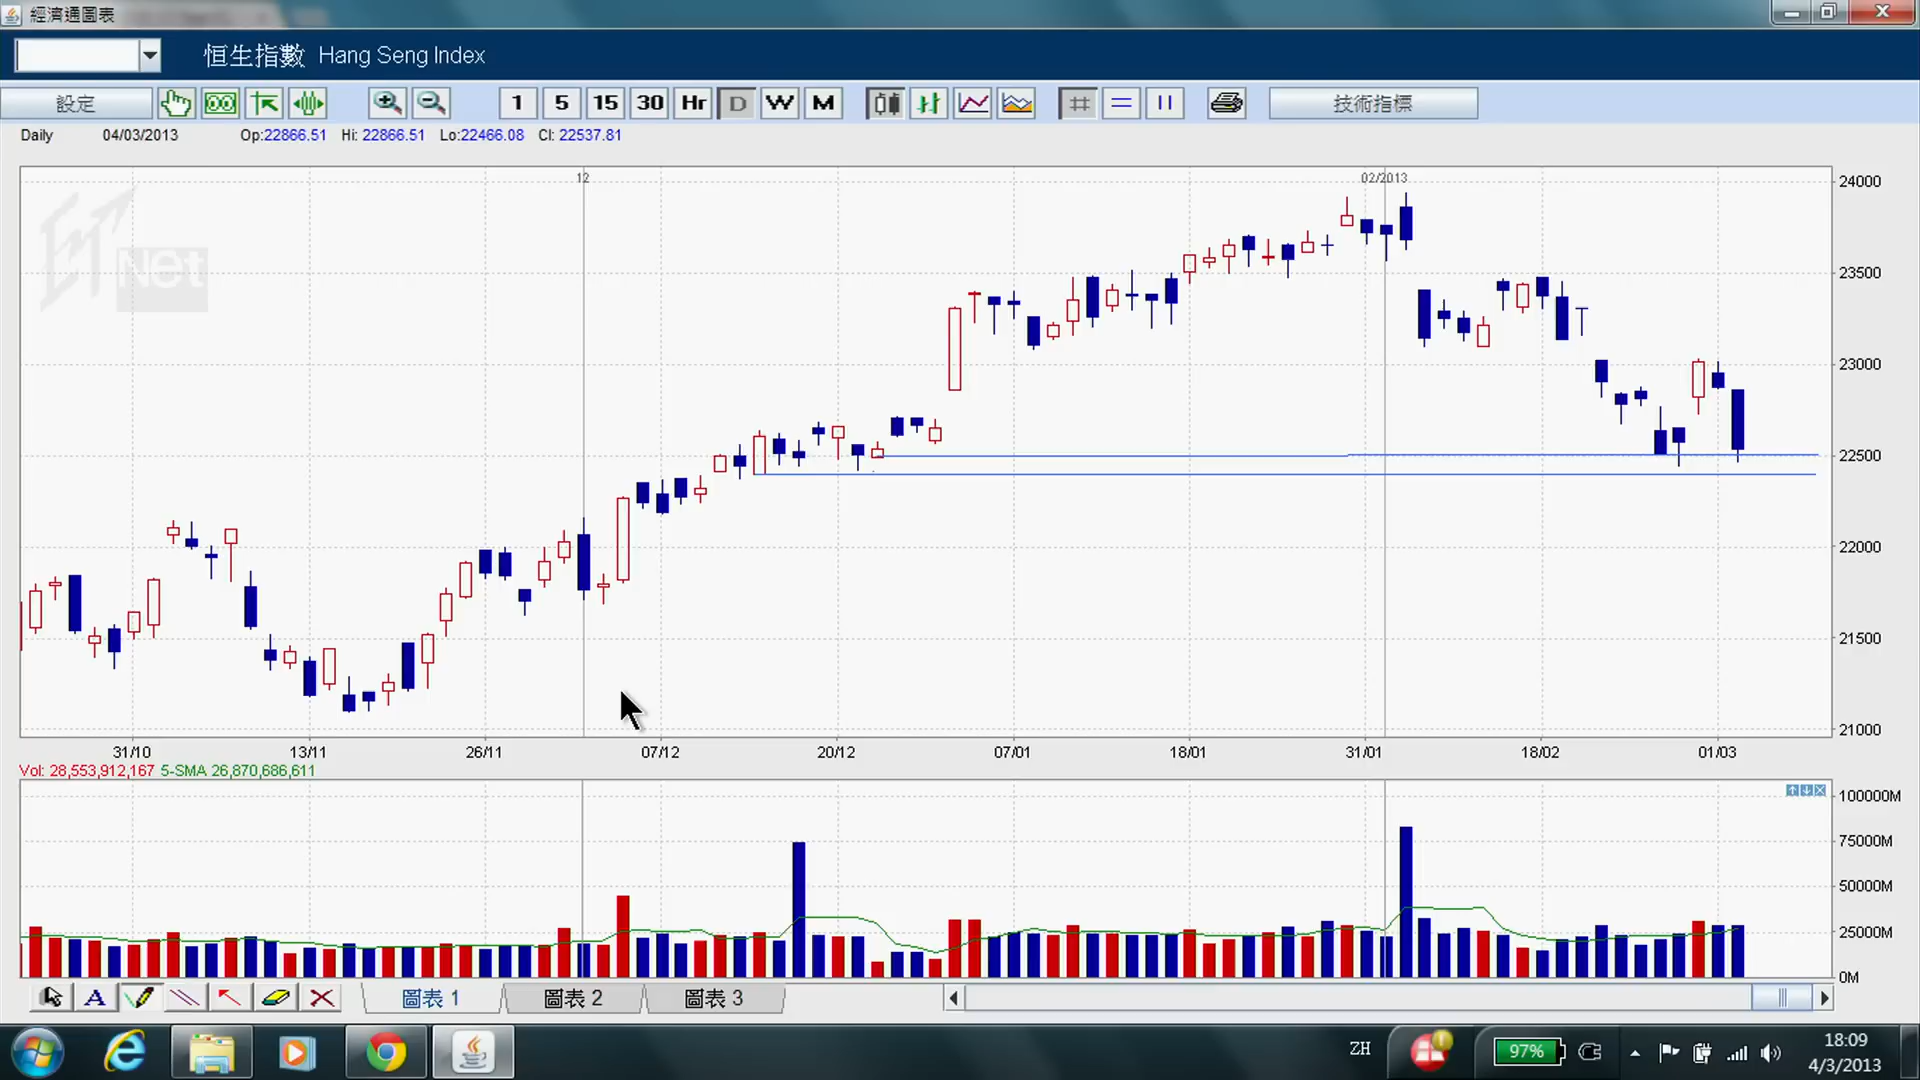 經濟通圖表
恒生指數 Hang Seng Index
設定 1 5 15 30 Hr D W M 技術指標
Daily 04/03/2013 Op:22866.51 Hi: 22866.51 Lo:22466.08 Cl: 22537.81
12 02/2013
24000
ET Net
23500
23000
22500
22000
21500
21000
31/10 13/11 26/11 07/12 20/12 07/01 18/01 31/01 18/02 01/03
Vol: 28,553,912,167 5-SMA 26,870,686,611
100000M
75000M
50000M
25000M
0M
A 圖表 1 圖表 2 圖表 3
ZH 97% 18:09
4/3/2013